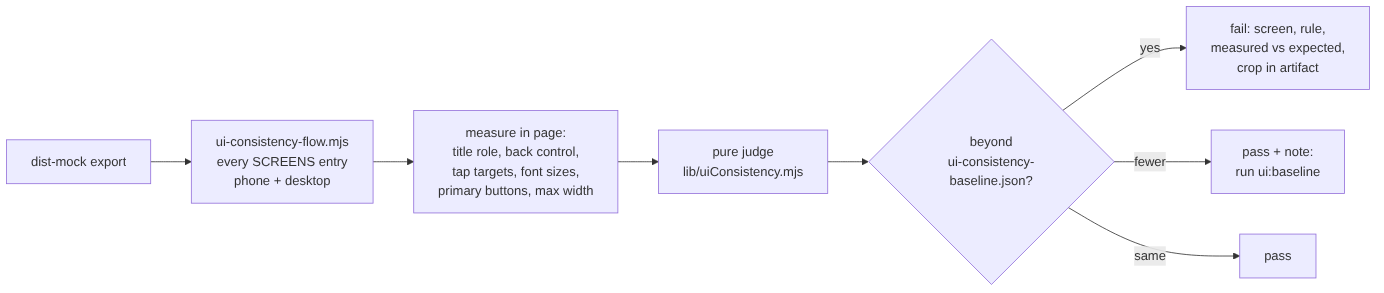 dist-mock export
ui-consistency-flow.mjs
every SCREENS entry
phone + desktop
measure in page:
title role, back control,
tap targets, font sizes,
primary buttons, max width
pure judge
lib/uiConsistency.mjs
beyond
ui-consistency-
baseline.json?
yes
fail: screen, rule,
measured vs expected,
crop in artifact
fewer
pass + note:
run ui:baseline
same
pass